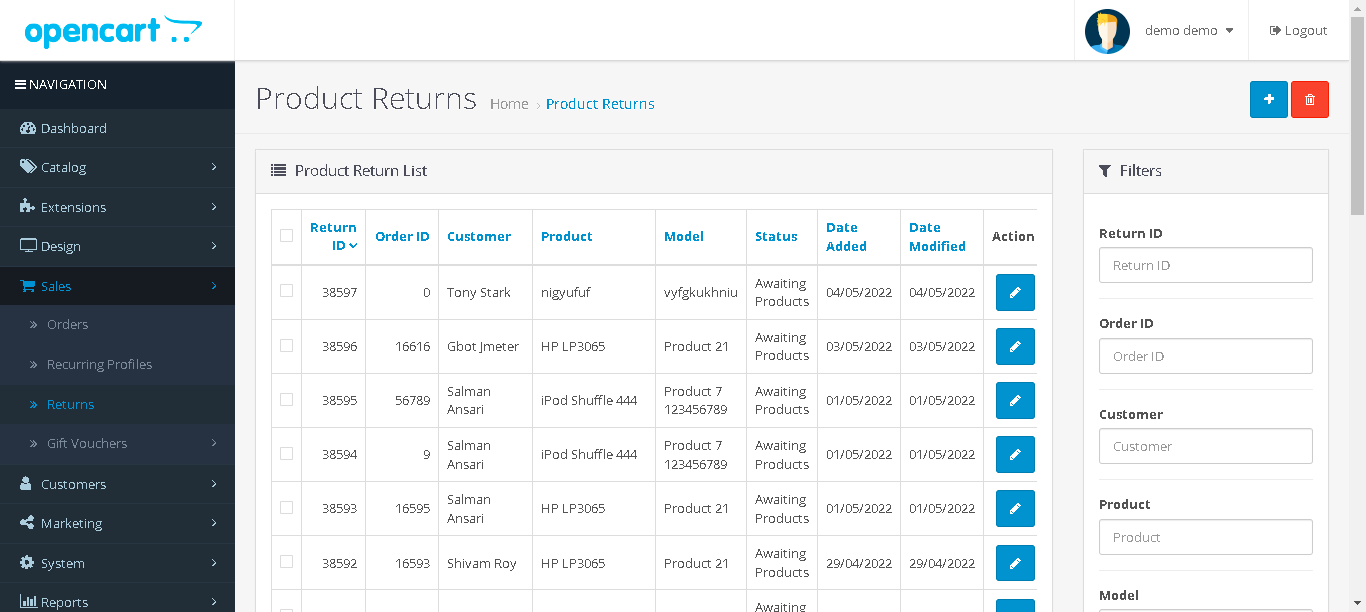 opencart
demo demo
Logout
NAVIGATION
Dashboard
Catalog
Extensions
Design
Sales
Orders
Recurring Profiles
Returns
Gift Vouchers
Customers
Marketing
System
Reports
Product Returns
Home › Product Returns
Product Return List
Return ID Order ID Customer Product Model Status Date Added Date Modified Action
38597 0 Tony Stark nigyufuf vyfgkukhniu Awaiting Products 04/05/2022 04/05/2022
38596 16616 Gbot Jmeter HP LP3065 Product 21 Awaiting Products 03/05/2022 03/05/2022
38595 56789 Salman Ansari iPod Shuffle 444 Product 7 123456789 Awaiting Products 01/05/2022 01/05/2022
38594 9 Salman Ansari iPod Shuffle 444 Product 7 123456789 Awaiting Products 01/05/2022 01/05/2022
38593 16595 Salman Ansari HP LP3065 Product 21 Awaiting Products 01/05/2022 01/05/2022
38592 16593 Shivam Roy HP LP3065 Product 21 Awaiting Products 29/04/2022 29/04/2022
Awaiting
Filters
Return ID
Return ID
Order ID
Order ID
Customer
Customer
Product
Product
Model